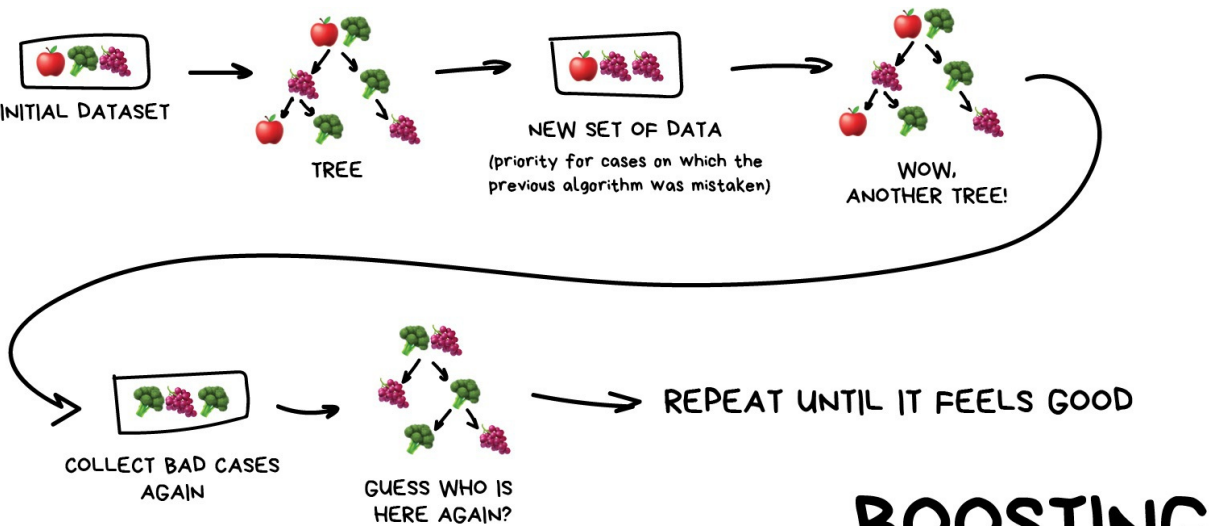 INITIAL DATASET
TREE
NEW SET OF DATA
(priority for cases on which the
previous algorithm was mistaken)
WOW,
ANOTHER TREE!
COLLECT BAD CASES
AGAIN
GUESS WHO IS
HERE AGAIN?
REPEAT UNTIL IT FEELS GOOD
BOOSTING